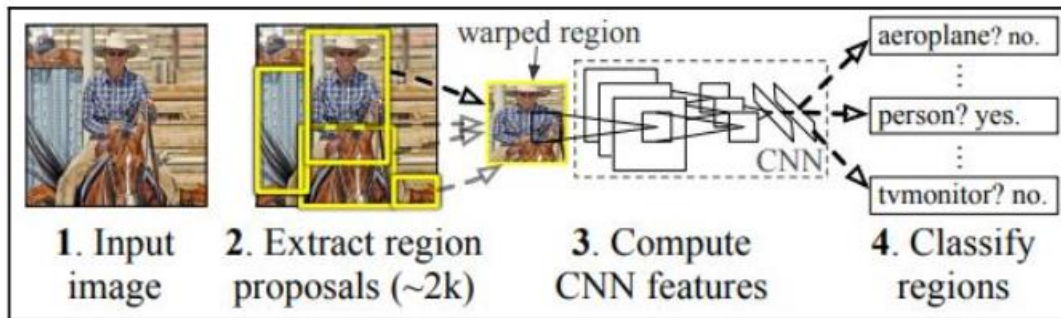 warped region
aeroplane? no.
person? yes.
CNN
tvmonitor? no.
1. Input
image
2. Extract region
proposals (~2k)
3. Compute
CNN features
4. Classify
regions